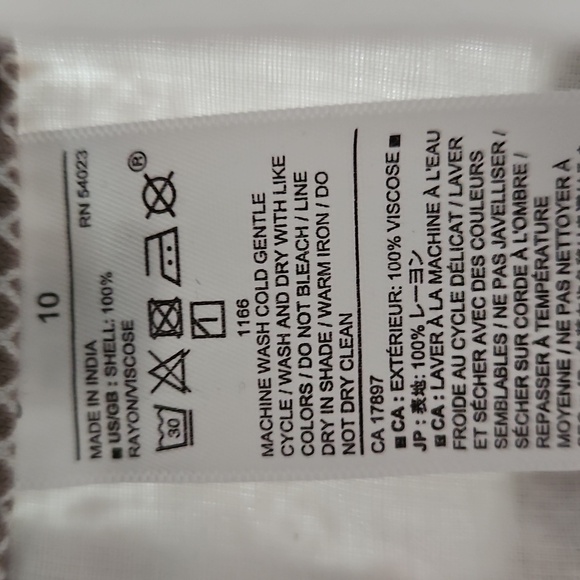 10
MADE IN INDIA RN 54023
■ US/GB : SHELL: 100%
RAYON/VISCOSE
30
®
1166
MACHINE WASH COLD GENTLE
CYCLE / WASH AND DRY WITH LIKE
COLORS / DO NOT BLEACH / LINE
DRY IN SHADE / WARM IRON / DO
NOT DRY CLEAN
CA 17897
■ CA : EXTÉRIEUR: 100% VISCOSE ■
JP : 表地: 100% レーヨン
■ CA : LAVER À LA MACHINE À L'EAU
FROIDE AU CYCLE DÉLICAT / LAVER
ET SÉCHER AVEC DES COULEURS
SEMBLABLES / NE PAS JAVELLISER /
SÉCHER SUR CORDE À L'OMBRE /
REPASSER À TEMPÉRATURE
MOYENNE / NE PAS NETTOYER À